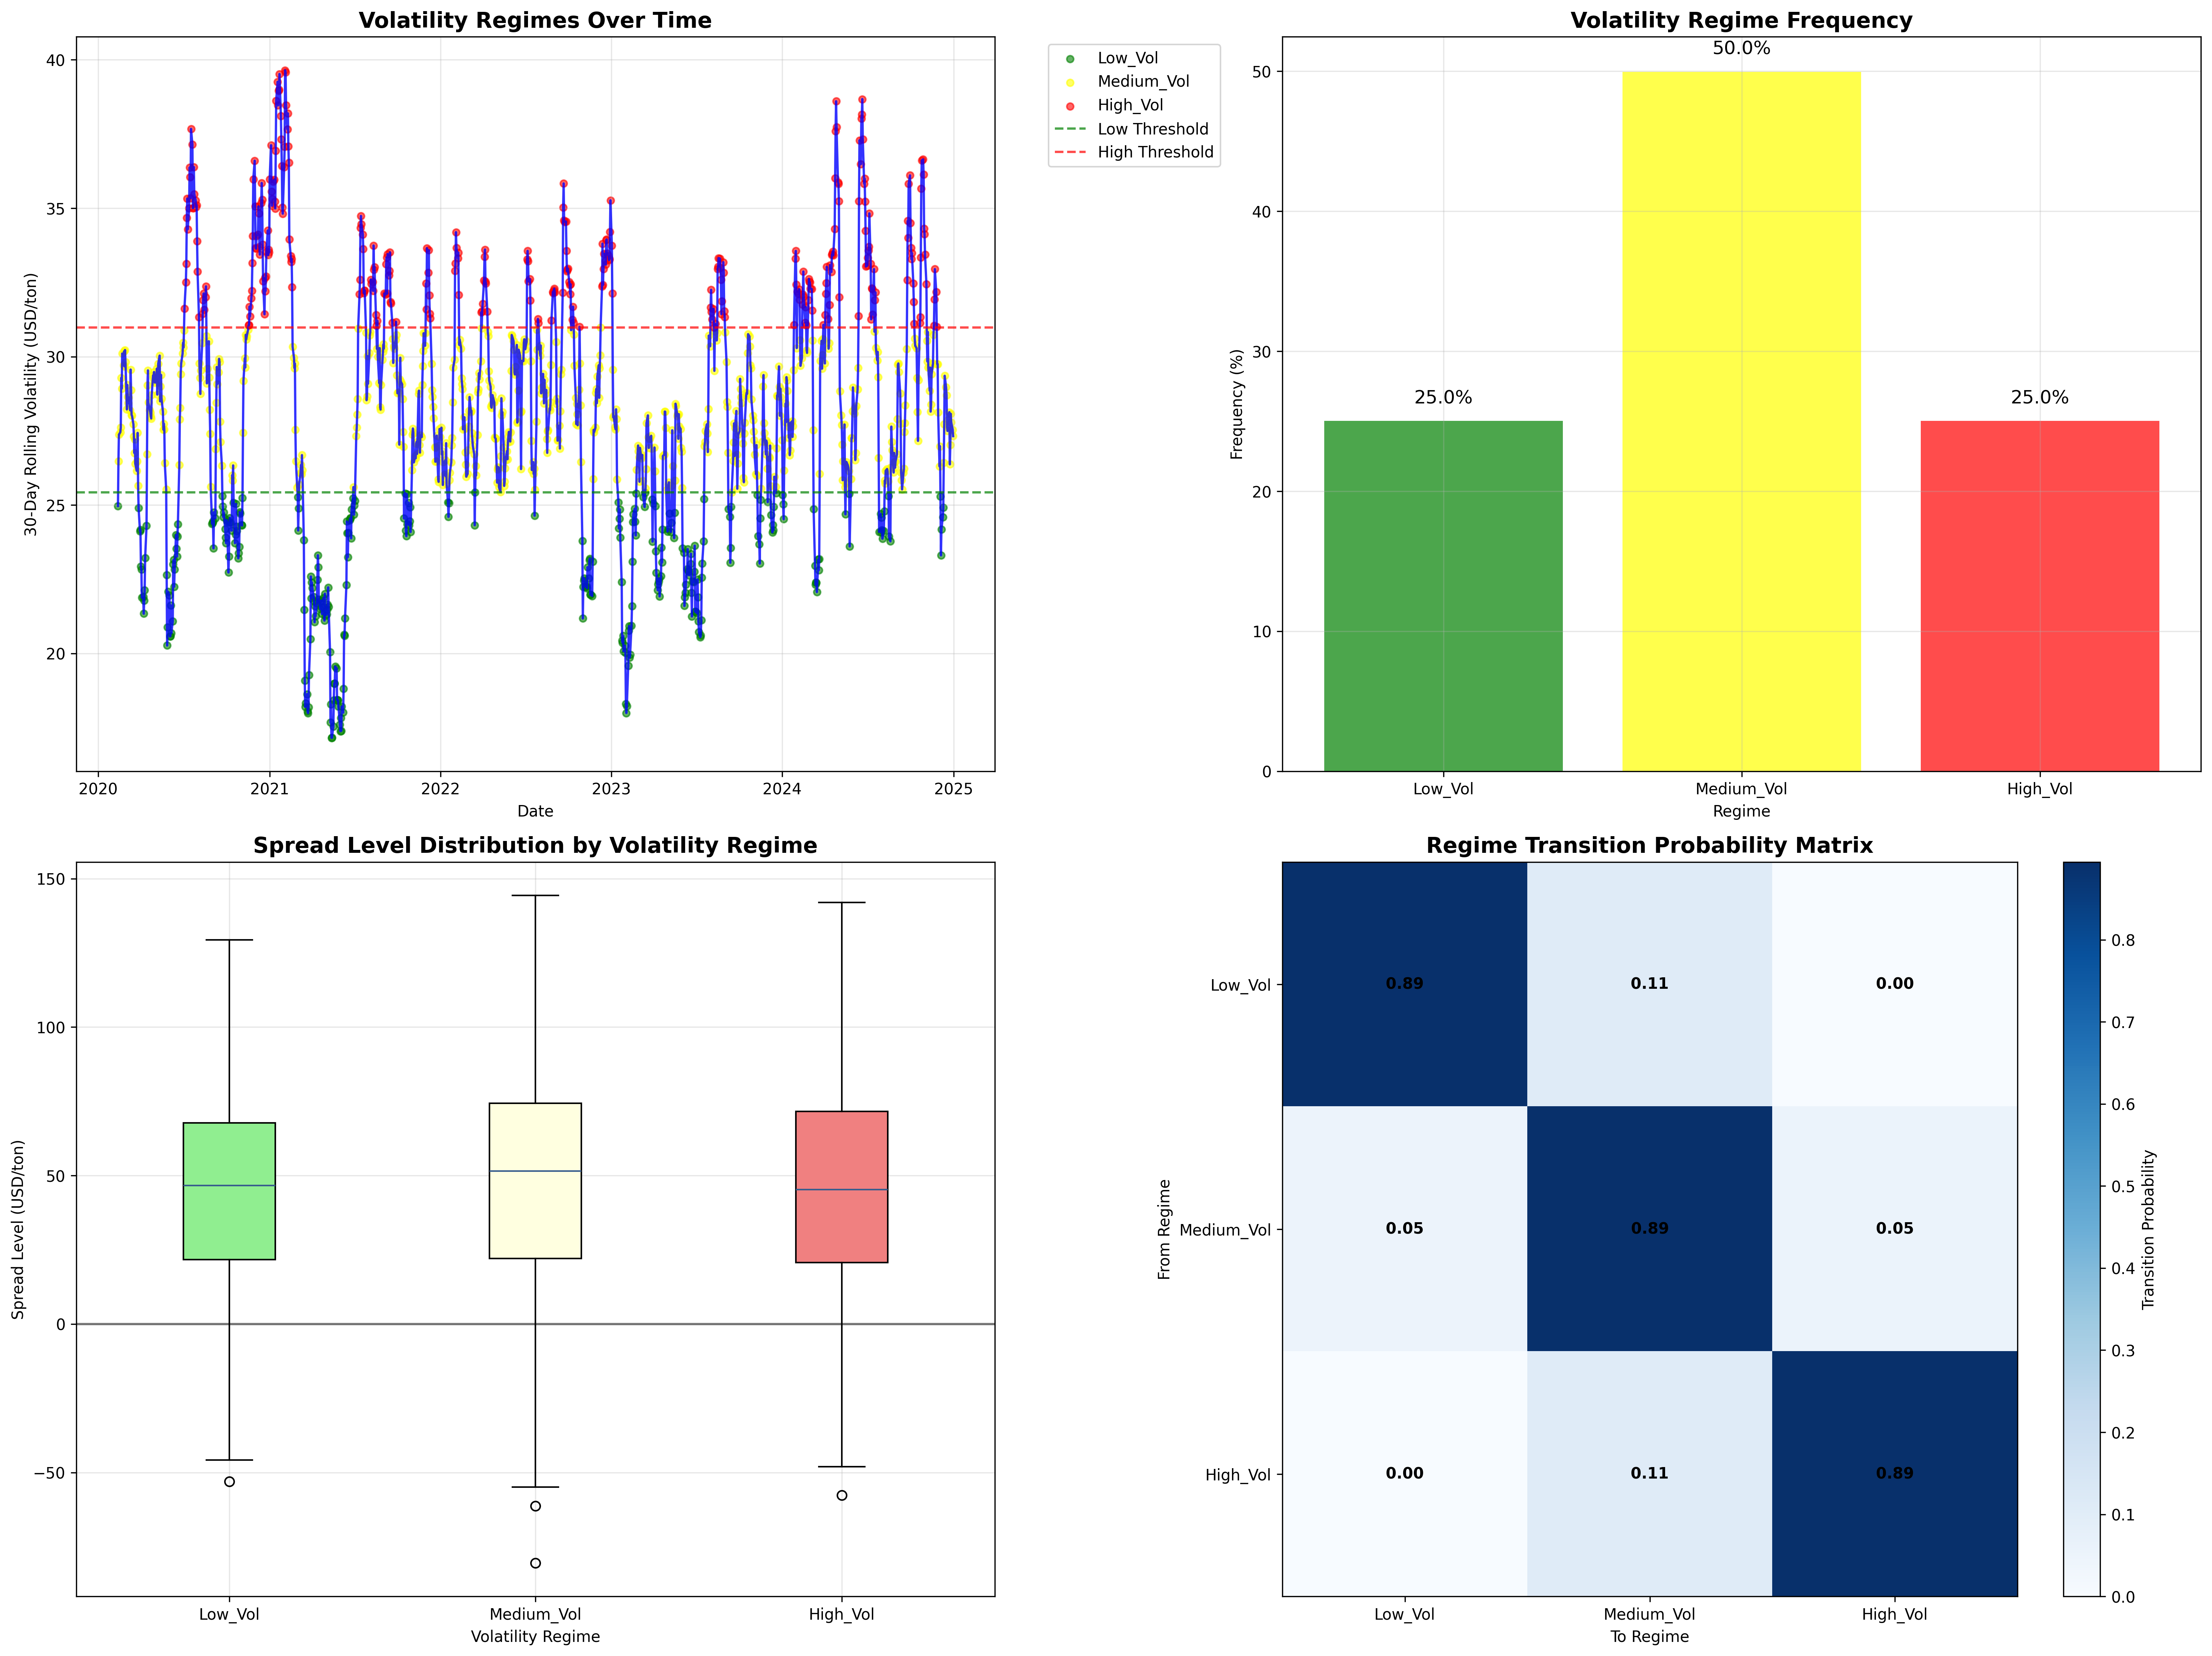 Volatility Regimes Over Time
40
35
30
25
20
30-Day Rolling Volatility (USD/ton)
2020 2021 2022 2023 2024 2025
Date
Low_Vol
Medium_Vol
High_Vol
Low Threshold
High Threshold
Volatility Regime Frequency
50
40
30
20
10
0
Frequency (%)
25.0%
50.0%
25.0%
Low_Vol Medium_Vol High_Vol
Regime
Spread Level Distribution by Volatility Regime
150
100
50
0
−50
Spread Level (USD/ton)
Low_Vol Medium_Vol High_Vol
Volatility Regime
Regime Transition Probability Matrix
From Regime
Low_Vol 0.89 0.11 0.00
Medium_Vol 0.05 0.89 0.05
High_Vol 0.00 0.11 0.89
Low_Vol Medium_Vol High_Vol
To Regime
0.8
0.7
0.6
0.5
0.4
0.3
0.2
0.1
0.0
Transition Probability